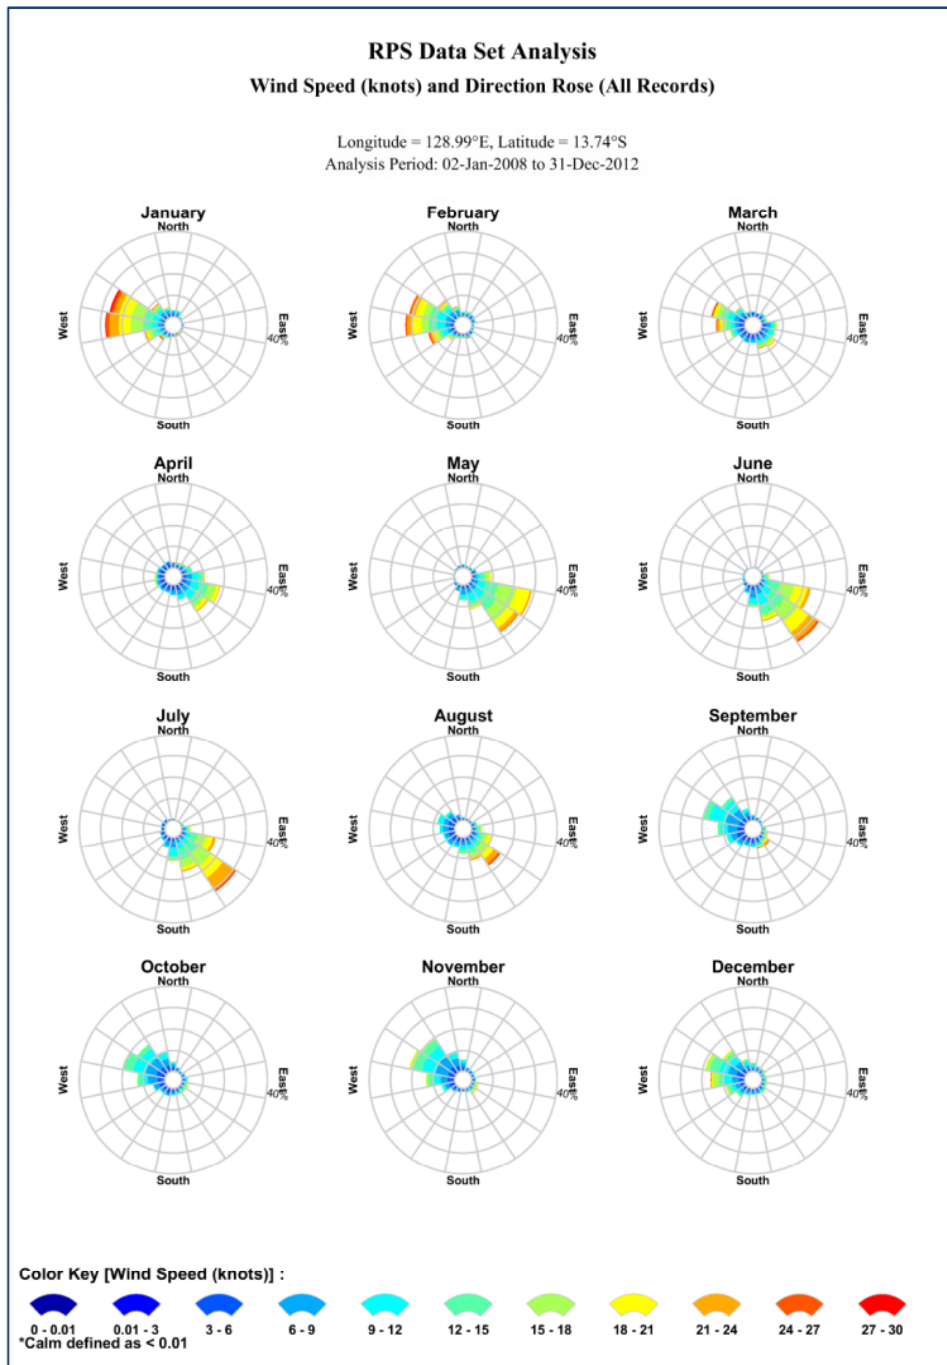 RPS Data Set Analysis
Wind Speed (knots) and Direction Rose (All Records)
Longitude = 128.99°E, Latitude = 13.74°S
Analysis Period: 02-Jan-2008 to 31-Dec-2012
January February March
North North North
West East 40% West East 40% West East 40%
South South South
April May June
North North North
West East 40% West East 40% West East 40%
South South South
July August September
North North North
West East 40% West East 40% West East 40%
South South South
October November December
North North North
West East 40% West East 40% West East 40%
South South South
Color Key [Wind Speed (knots)] :
0 - 0.01 0.01 - 3 3 - 6 6 - 9 9 - 12 12 - 15 15 - 18 18 - 21 21 - 24 24 - 27 27 - 30
*Calm defined as < 0.01